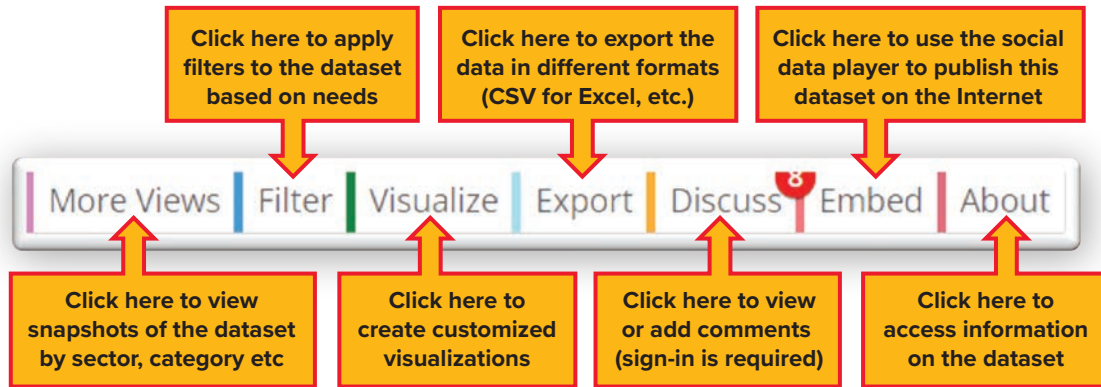 Click here to apply
filters to the dataset
based on needs
Click here to export the
data in different formats
(CSV for Excel, etc.)
Click here to use the social
data player to publish this
dataset on the Internet
More Views Filter Visualize Export Discuss 8 Embed About
Click here to view
snapshots of the dataset
by sector, category etc
Click here to
create customized
visualizations
Click here to view
or add comments
(sign-in is required)
Click here to
access information
on the dataset